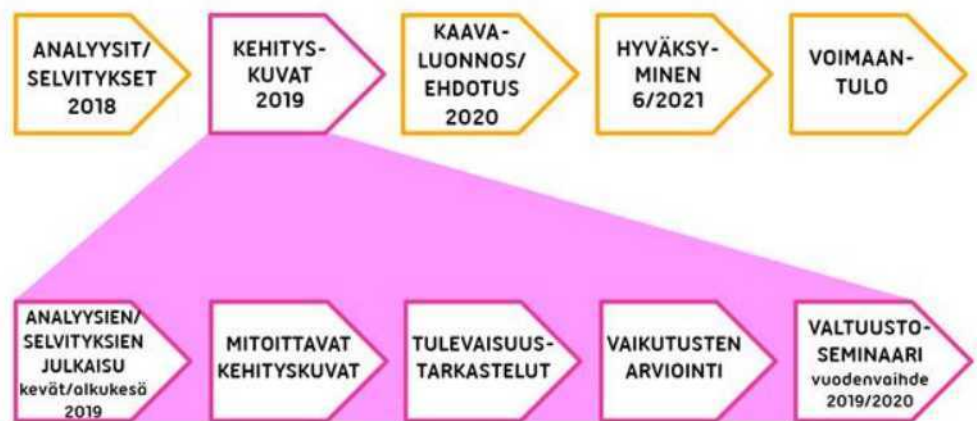 ANALYYSIT/
SELVITYKSET
2018
KEHITYS-
KUVAT
2019
KAAVA-
LUONNOS/
EHDOTUS
2020
HYVÄKSY-
MINEN
6/2021
VOIMAAN-
TULO
ANALYYSIEN/
SELVITYKSIEN
JULKAISU
kevät/alkukesä
2019
MITOITTAVAT
KEHITYSKUVAT
TULEVAISUUS-
TARKASTELUT
VAIKUTUSTEN
ARVIOINTI
VALTUUSTO-
SEMINAARI
vuodenvaihde
2019/2020